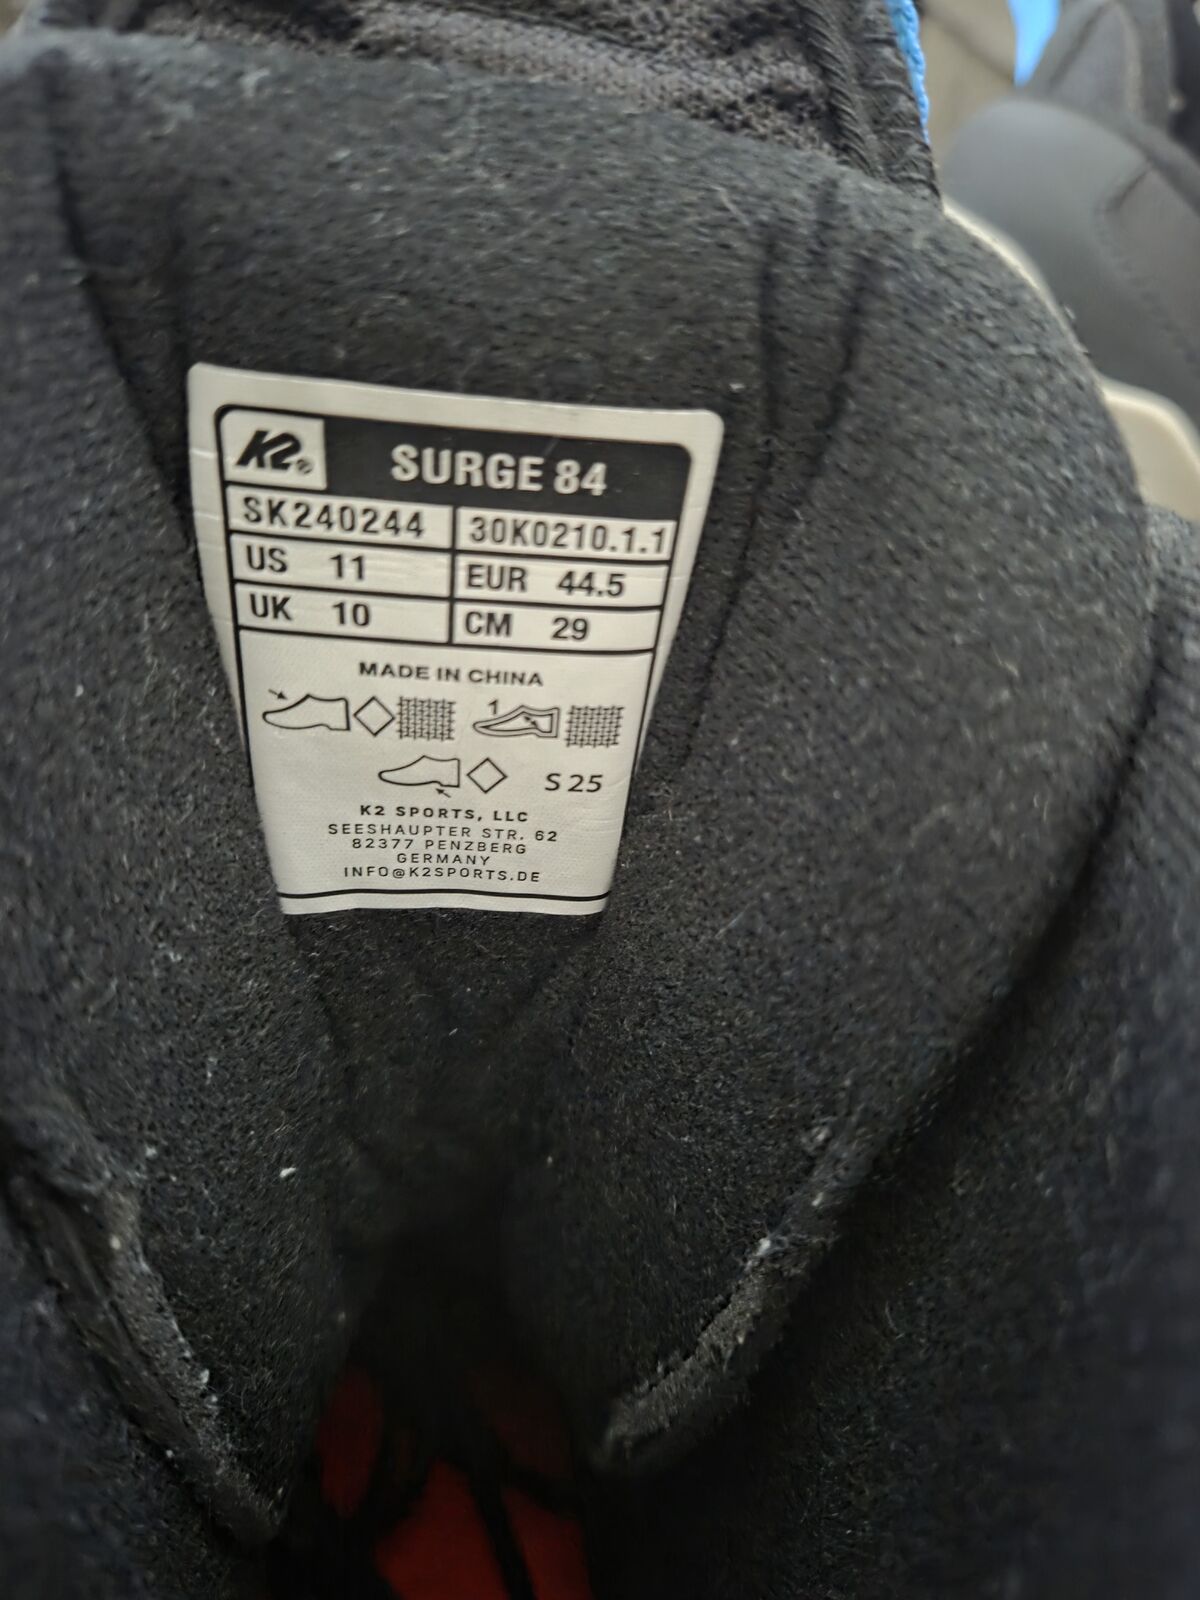 K2® SURGE 84
SK240244 30K0210.1.1
US 11 EUR 44.5
UK 10 CM 29
MADE IN CHINA
1
S 25
K2 SPORTS, LLC
SEESHAUPTER STR. 62
82377 PENZBERG
GERMANY
INFO@K2SPORTS.DE